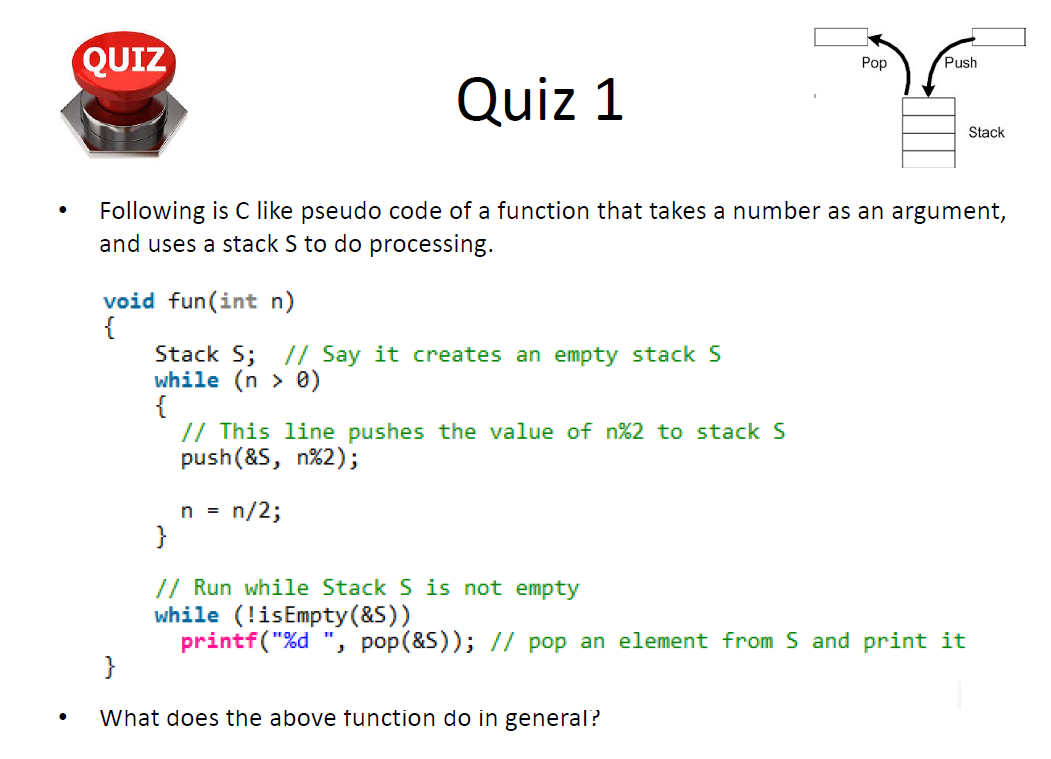 QUIZ
Quiz 1
Pop
Push
Stack
• Following is C like pseudo code of a function that takes a number as an argument,
and uses a stack S to do processing.
void fun(int n)
{
    Stack S;  // Say it creates an empty stack S
    while (n > 0)
    {
      // This line pushes the value of n%2 to stack S
      push(&S, n%2);

      n = n/2;
    }

    // Run while Stack S is not empty
    while (!isEmpty(&S))
      printf("%d ", pop(&S)); // pop an element from S and print it
}
• What does the above function do in general?